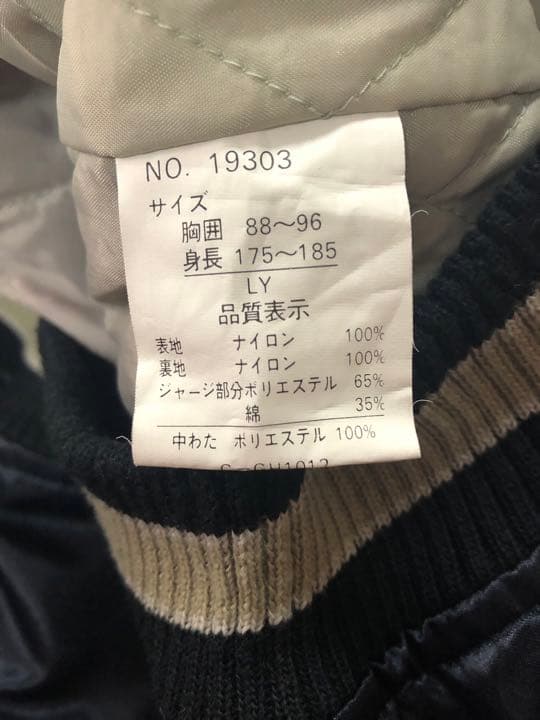 NO. 19303
サイズ
胸囲 88～96
身長 175～185
LY
品質表示
表地 ナイロン 100%
裏地 ナイロン 100%
ジャージ部分ポリエステル 65%
綿 35%
中わた ポリエステル 100%